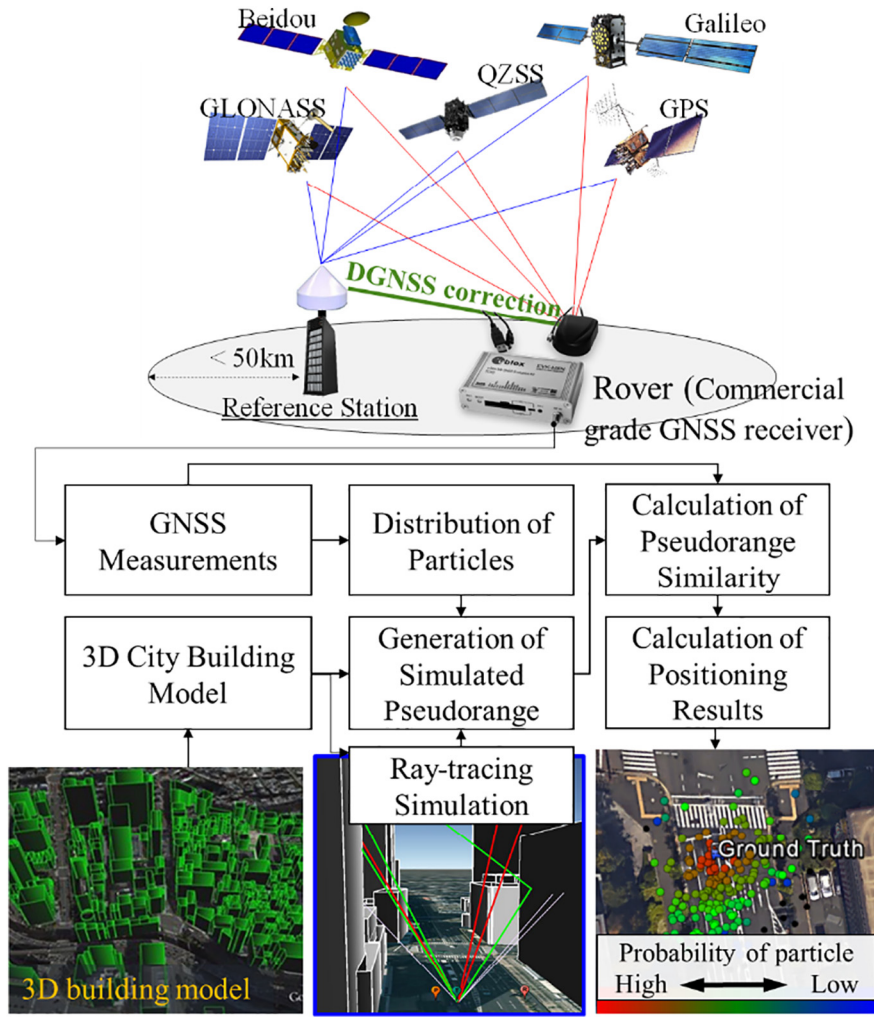 Beidou
Galileo
QZSS
GLONASS
GPS
DGNSS correction
< 50km
Reference Station
Rover (Commercial
grade GNSS receiver)
GNSS
Measurements
Distribution of
Particles
Calculation of
Pseudorange
Similarity
3D City Building
Model
Generation of
Simulated
Pseudorange
Calculation of
Positioning
Results
Ray-tracing
Simulation
3D building model
Ground Truth
Probability of particle
High
Low